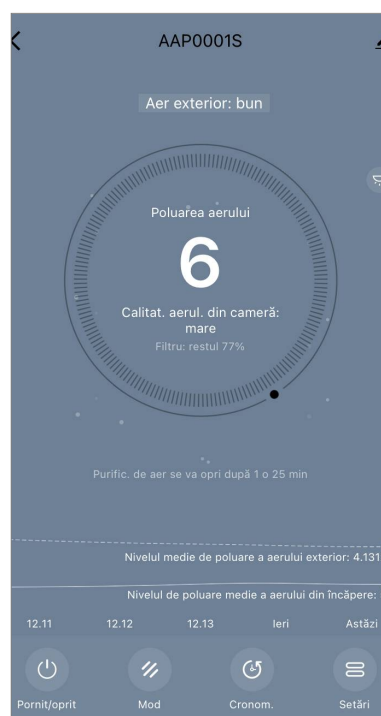 AAP0001S
Aer exterior: bun
Poluarea aerului
6
Calitat. aerul. din cameră:
mare
Filtru: restul 77%
Purific. de aer se va opri după 1 o 25 min
Nivelul medie de poluare a aerului exterior: 4.131
Nivelul de poluare medie a aerului din încăpere:
12.11 12.12 12.13 Ieri Astăzi
Pornit/oprit Mod Cronom. Setări